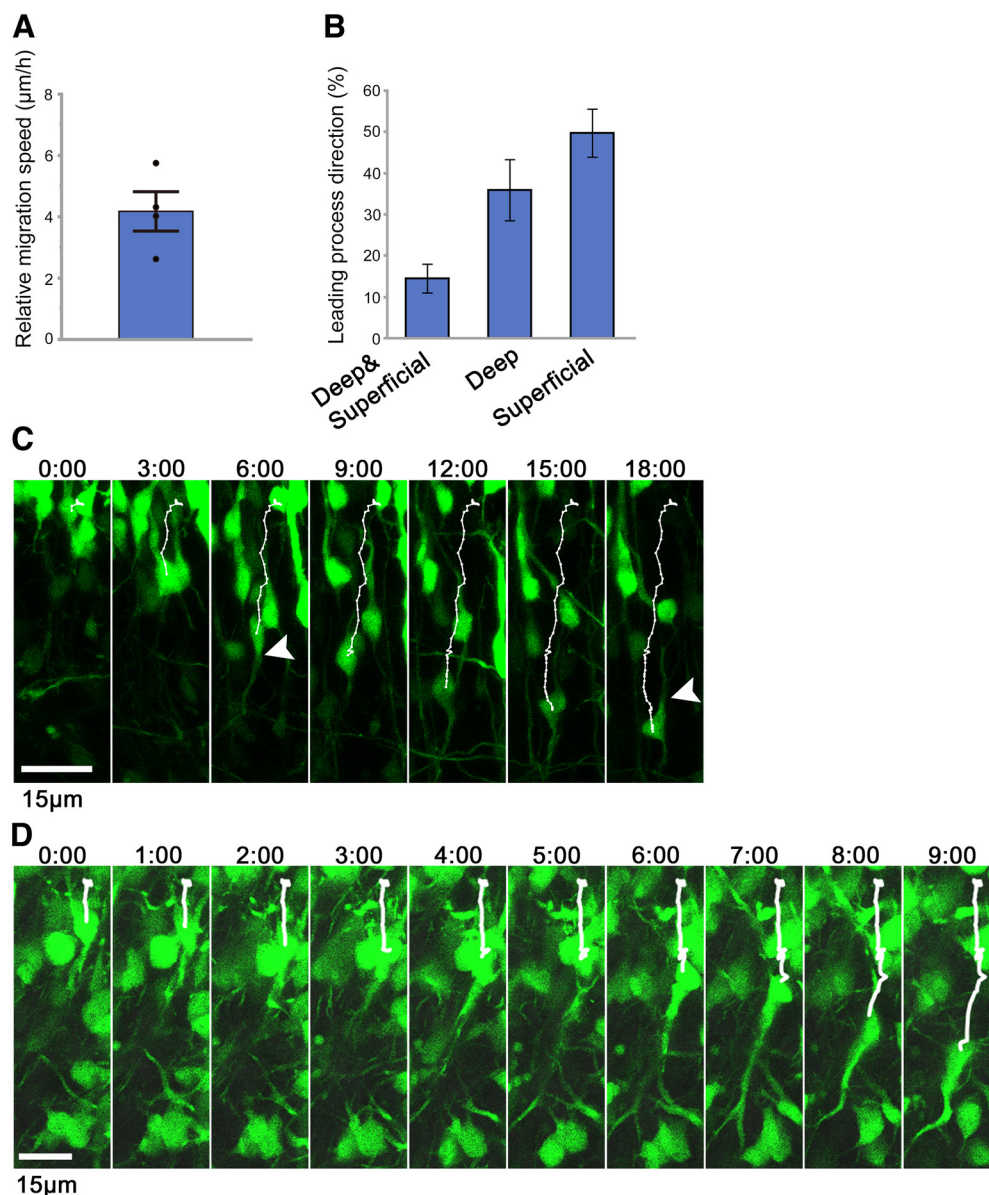 A
Relative migration speed (µm/h)
8
6
4
2
0
B
Leading process direction (%)
60
50
40
30
20
10
0
Deep&
Superficial
Deep
Superficial
C
0:00 3:00 6:00 9:00 12:00 15:00 18:00
15µm
D
0:00 1:00 2:00 3:00 4:00 5:00 6:00 7:00 8:00 9:00
15µm